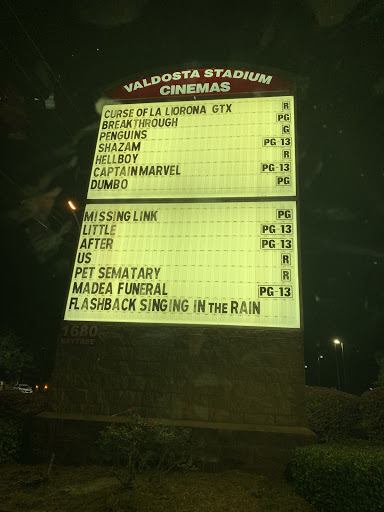 VALDOSTA STADIUM
CINEMAS
CURSE OF LA LIORONA GTX R
BREAKTHROUGH PG
PENGUINS G
SHAZAM PG-13
HELLBOY R
CAPTAIN MARVEL PG-13
DUMBO PG
MISSING LINK PG
LITTLE PG-13
AFTER PG-13
US R
PET SEMATARY R
MADEA FUNERAL PG-13
FLASHBACK SINGING IN THE RAIN
1680
BAYTREE